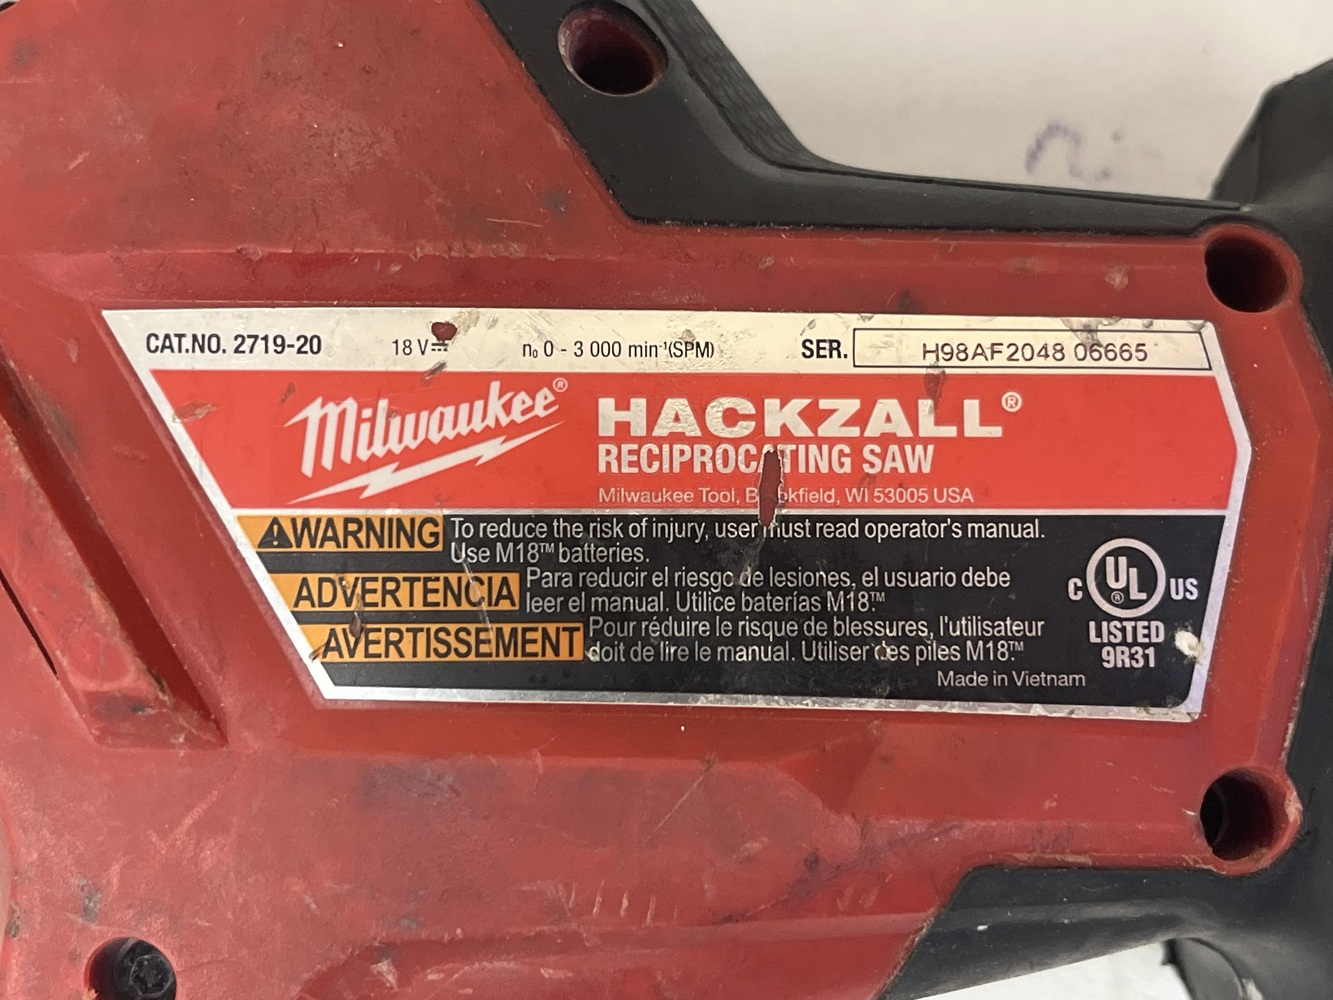 CAT.NO. 2719-20 18 V⎓ n₀ 0 - 3 000 min⁻¹(SPM) SER. H98AF2048 06665
Milwaukee® HACKZALL®
RECIPROCATING SAW
Milwaukee Tool, Brookfield, WI 53005 USA
⚠WARNING To reduce the risk of injury, user must read operator's manual.
Use M18™ batteries.
ADVERTENCIA Para reducir el riesgo de lesiones, el usuario debe
leer el manual. Utilice baterías M18.™
AVERTISSEMENT Pour réduire le risque de blessures, l'utilisateur
doit de lire le manual. Utiliser des piles M18.™
Made in Vietnam
C UL® US
LISTED
9R31